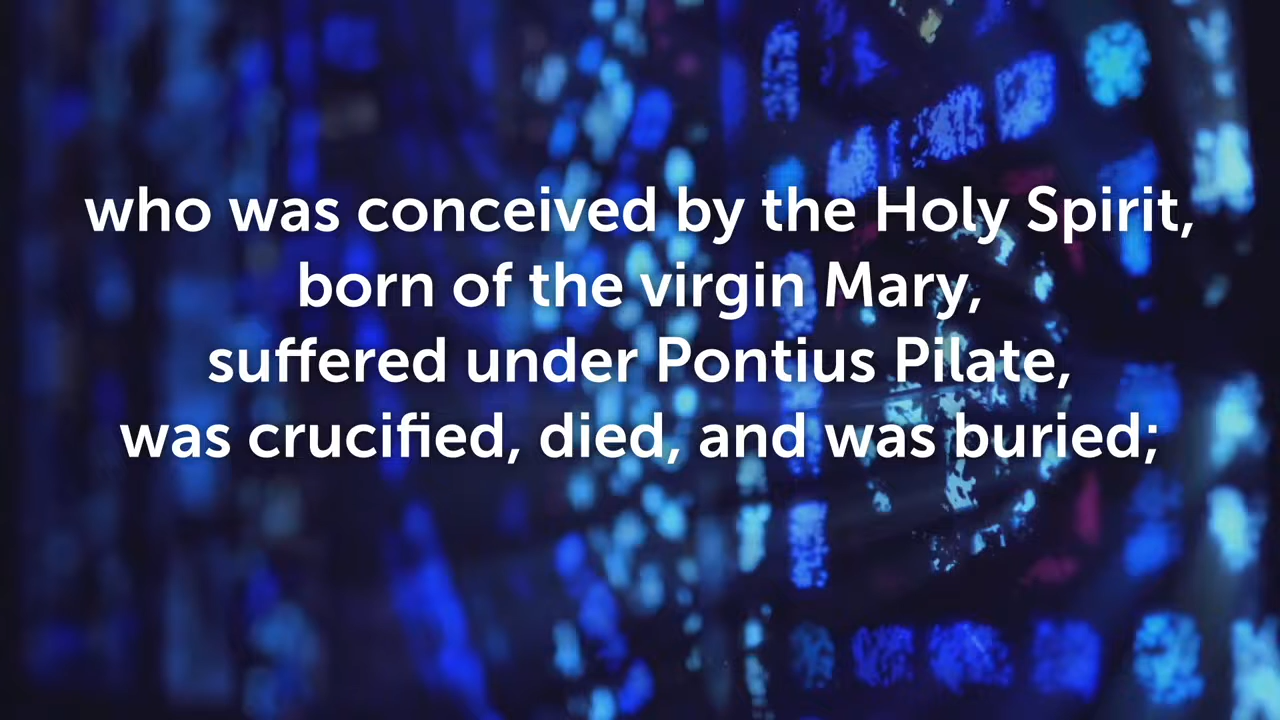 who was conceived by the Holy Spirit,
born of the virgin Mary,
suffered under Pontius Pilate,
was crucified, died, and was buried;